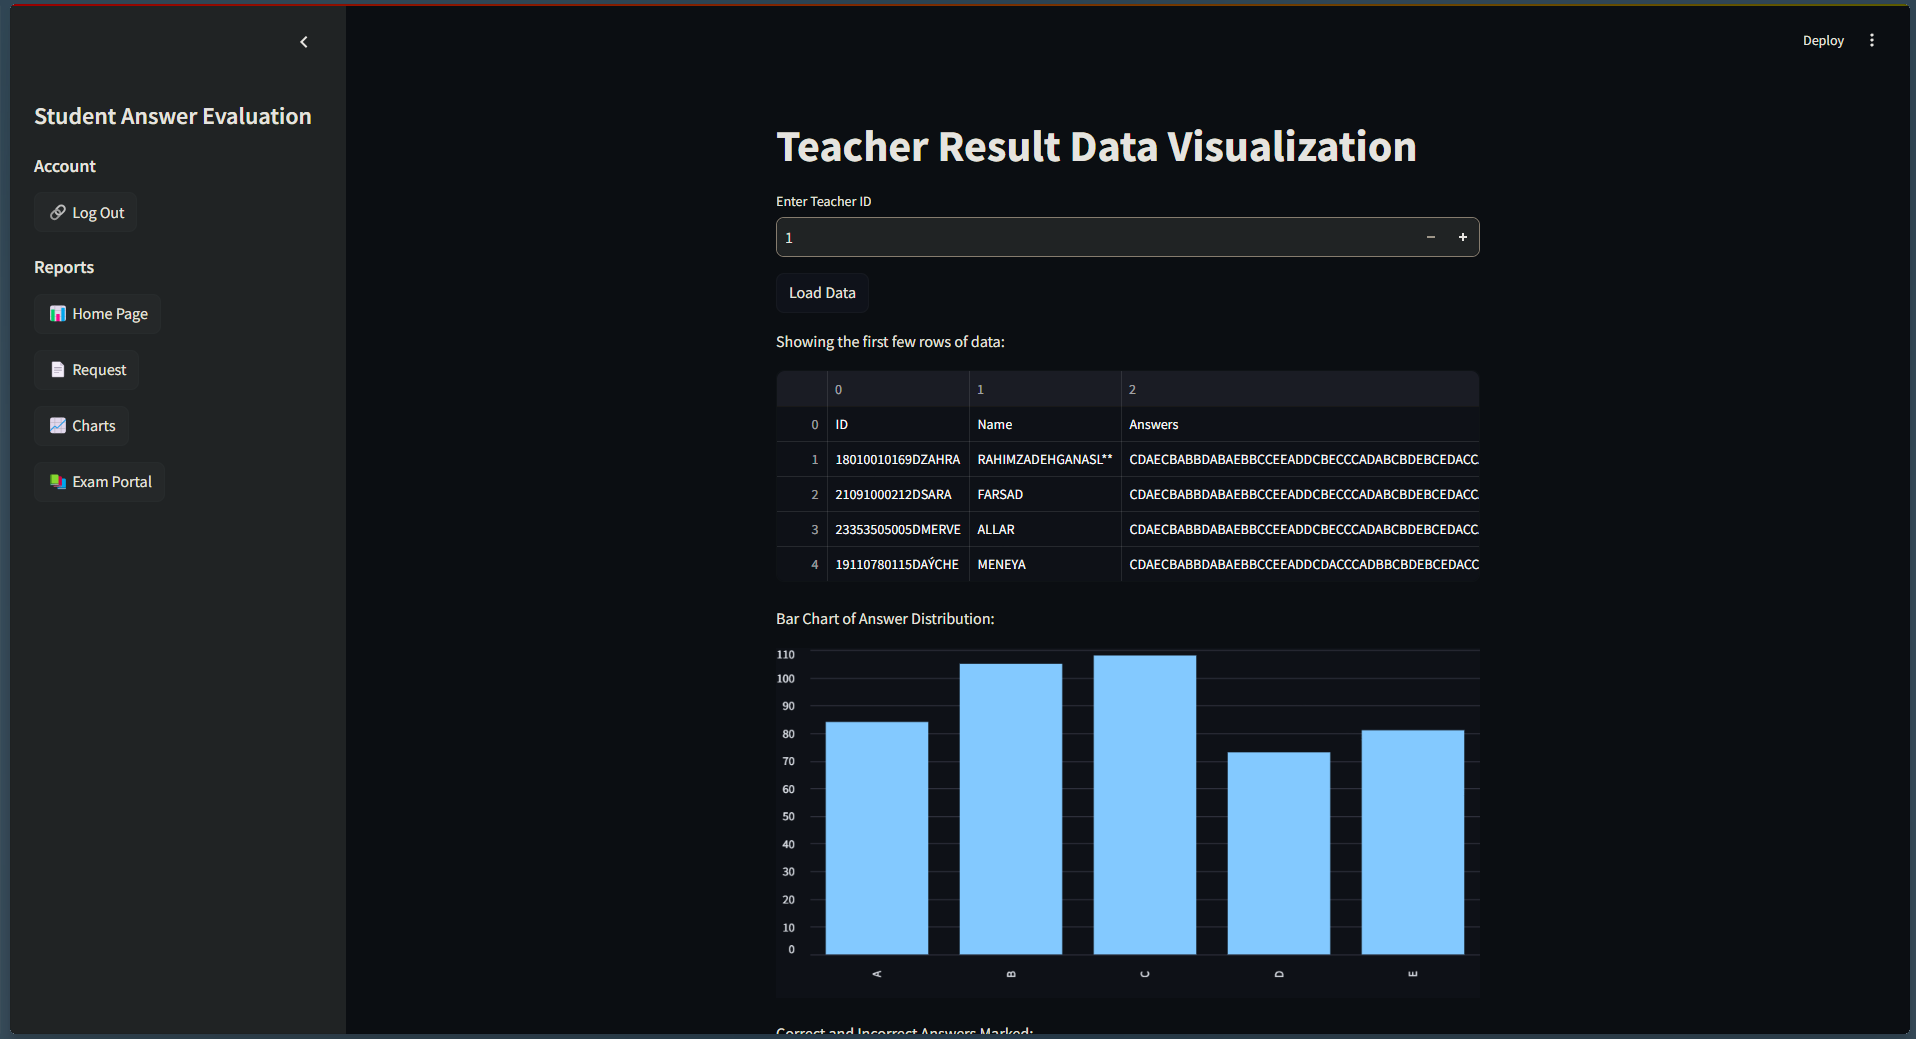 Deploy
Student Answer Evaluation
Account
Log Out
Reports
Home Page
Request
Charts
Exam Portal
Teacher Result Data Visualization
Enter Teacher ID
1
Load Data
Showing the first few rows of data:
0 1 2
0 ID Name Answers
1 18010010169DZAHRA RAHIMZADEHGANASL** CDAECBABBDABAEBBCCEEADDCBECCCADABCBDEBCEDACC
2 21091000212DSARA FARSAD CDAECBABBDABAEBBCCEEADDCBECCCADABCBDEBCEDACC
3 23353505005DMERVE ALLAR CDAECBABBDABAEBBCCEEADDCBECCCADABCBDEBCEDACC
4 19110780115DAÝCHE MENEYA CDAECBABBDABAEBBCCEEADDCDACCCADBBCBDEBCEDACC
Bar Chart of Answer Distribution:
110
100
90
80
70
60
50
40
30
20
10
0
A B C D E
Correct and Incorrect Answers Marked: